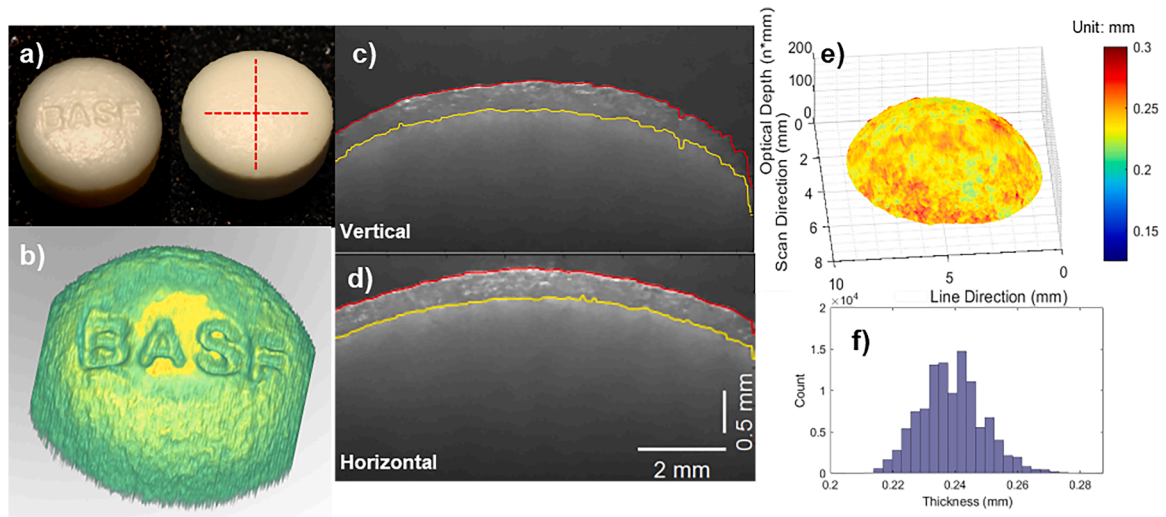 a)
BASF
b)
BASF
c)
Vertical
d)
Horizontal
0.5 mm
2 mm
e)
Unit: mm
0.3
0.25
0.2
0.15
Optical Depth (n*mm)
200
100
0
Scan Direction (mm)
0
2
4
6
8
10
5
0
Line Direction (mm)
f)
×10⁴
2
1.5
1
0.5
0
Count
0.2
0.22
0.24
0.26
0.28
Thickness (mm)